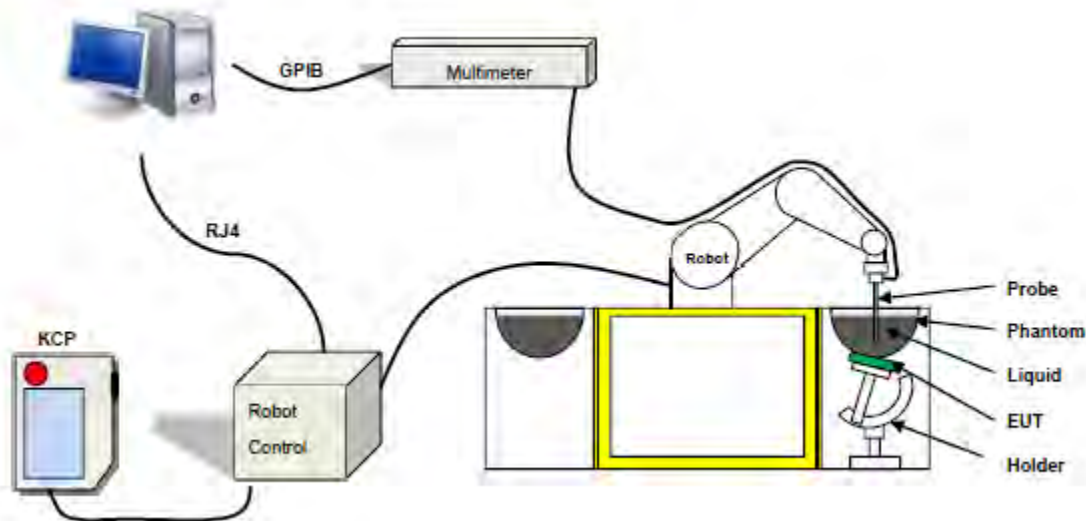 GPIB
Multimeter
RJ4
Robot
Probe
Phantom
KCP
Liquid
Robot
Control
EUT
Holder